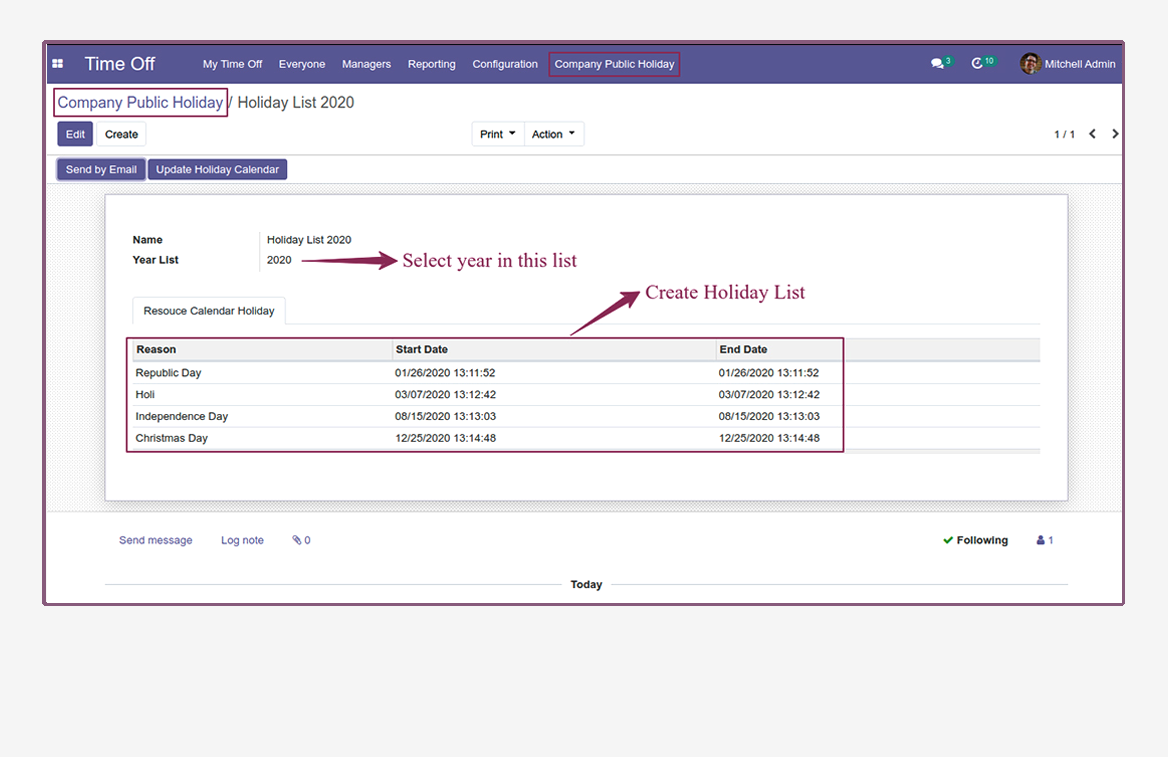 Time Off My Time Off Everyone Managers Reporting Configuration Company Public Holiday 3 10 Mitchell Admin
Company Public Holiday / Holiday List 2020
Edit Create Print Action 1 / 1
Send by Email Update Holiday Calendar
Name Holiday List 2020
Year List 2020 Select year in this list
Create Holiday List
Resouce Calendar Holiday
Reason Start Date End Date
Republic Day 01/26/2020 13:11:52 01/26/2020 13:11:52
Holi 03/07/2020 13:12:42 03/07/2020 13:12:42
Independence Day 08/15/2020 13:13:03 08/15/2020 13:13:03
Christmas Day 12/25/2020 13:14:48 12/25/2020 13:14:48
Send message Log note 0 Following 1
Today